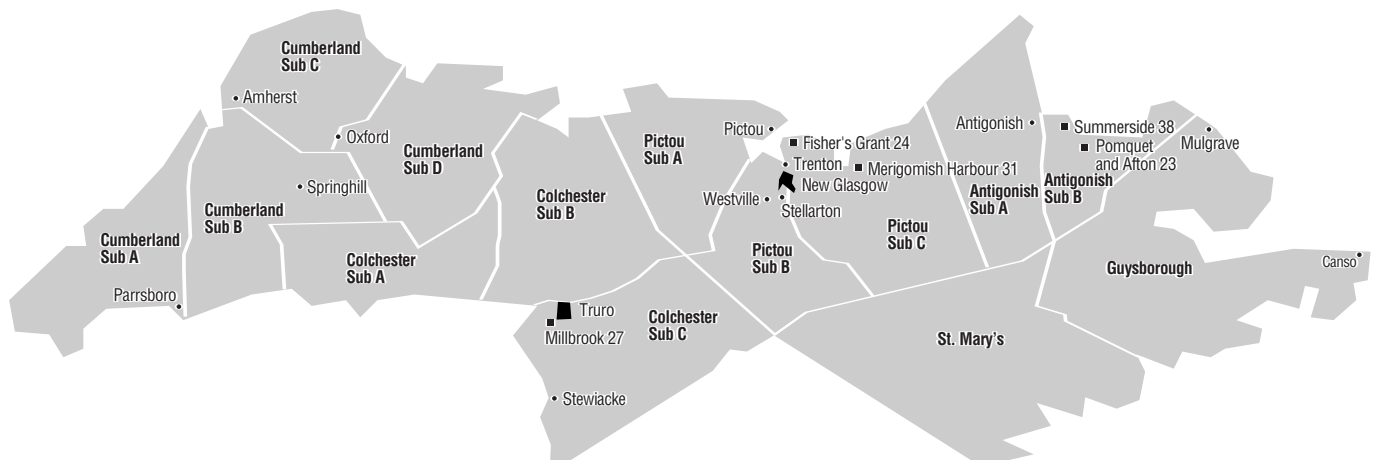 Cumberland
Sub C
Amherst
Oxford
Cumberland
Sub D
Springhill
Cumberland
Sub B
Cumberland
Sub A
Parrsboro
Colchester
Sub A
Colchester
Sub B
Pictou
Sub A
Pictou
Fisher's Grant 24
Trenton
Merigomish Harbour 31
New Glasgow
Westville
Stellarton
Pictou
Sub B
Pictou
Sub C
Antigonish
Antigonish
Sub A
Summerside 38
Pomquet
and Afton 23
Mulgrave
Antigonish
Sub B
Guysborough
Canso
Truro
Millbrook 27
Colchester
Sub C
St. Mary's
Stewiacke